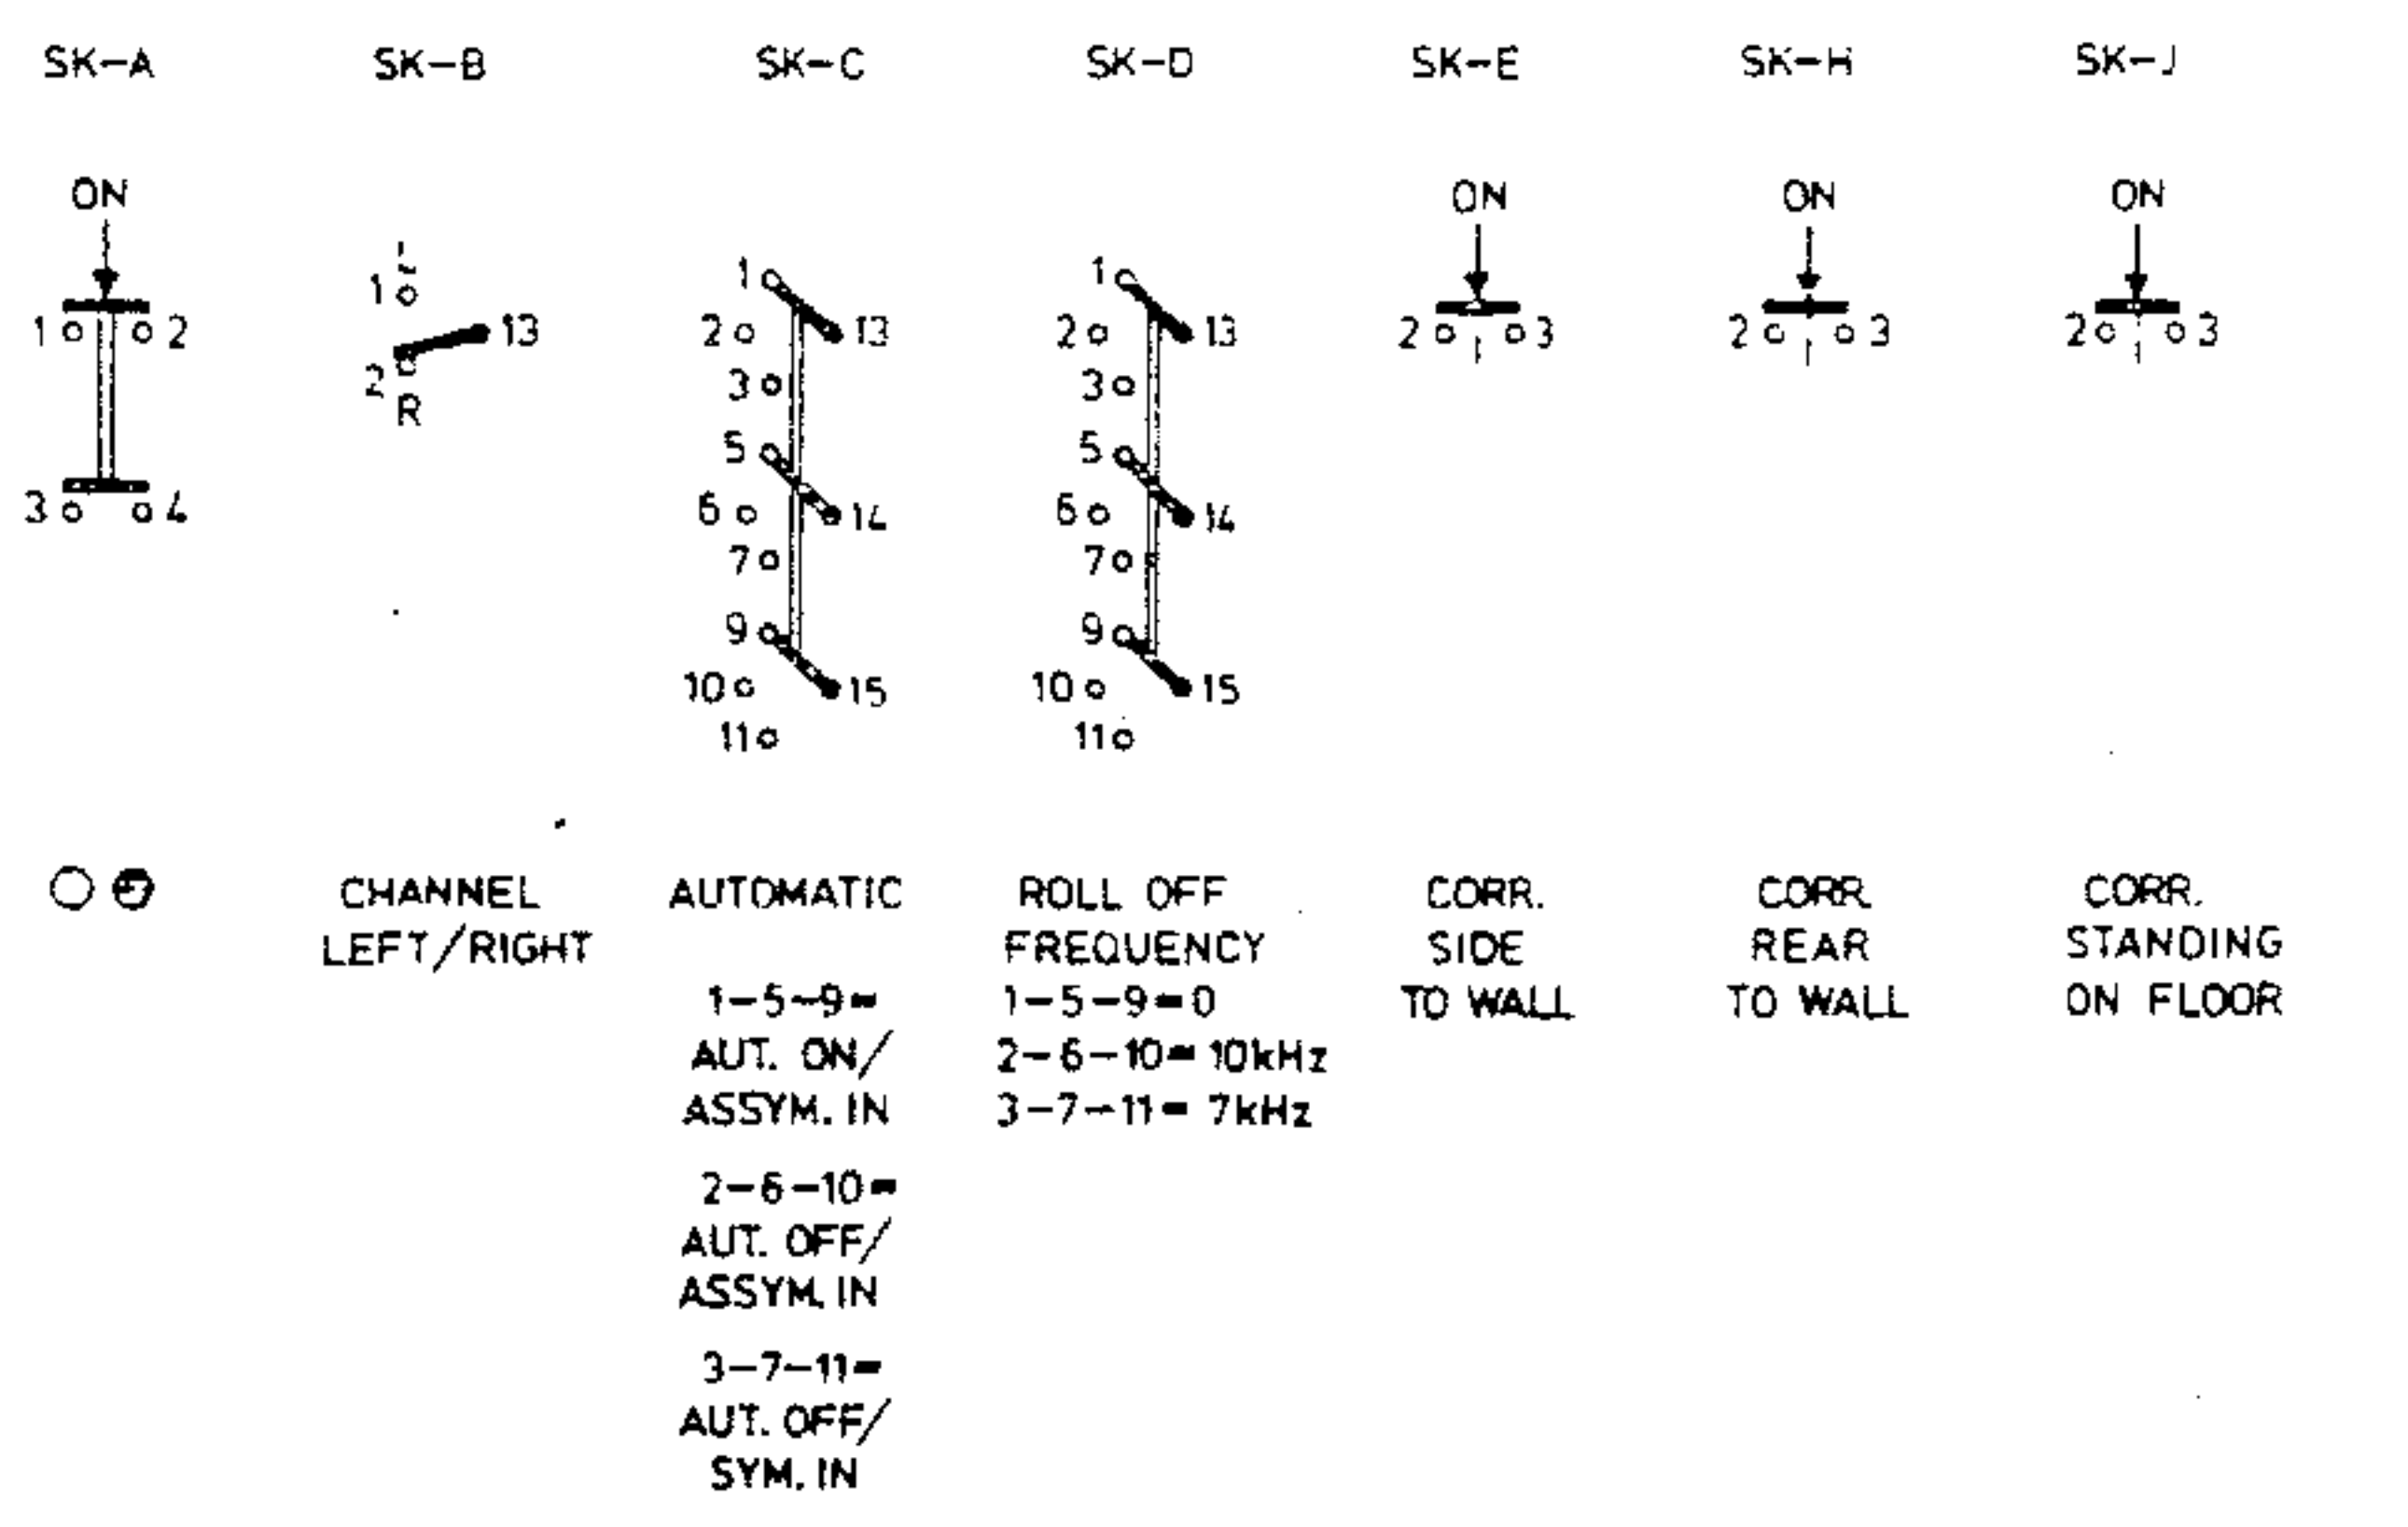 SK-A SK-B SK-C SK-D SK-E SK-H SK-J
ON ON ON ON
1 1 1
1 2 13 2 13 2 13 2 3 2 3 2 3
2 3 3
R
5 5
3 4 6 14 6 14
7 7
9 9
10 15 10 15
11 11
CHANNEL
LEFT/RIGHT
AUTOMATIC
1-5-9=
AUT. ON/
ASSYM. IN
2-6-10=
AUT. OFF/
ASSYM. IN
3-7-11=
AUT. OFF/
SYM. IN
ROLL OFF
FREQUENCY
1-5-9=0
2-6-10=10kHz
3-7-11=7kHz
CORR.
SIDE
TO WALL
CORR.
REAR
TO WALL
CORR.
STANDING
ON FLOOR